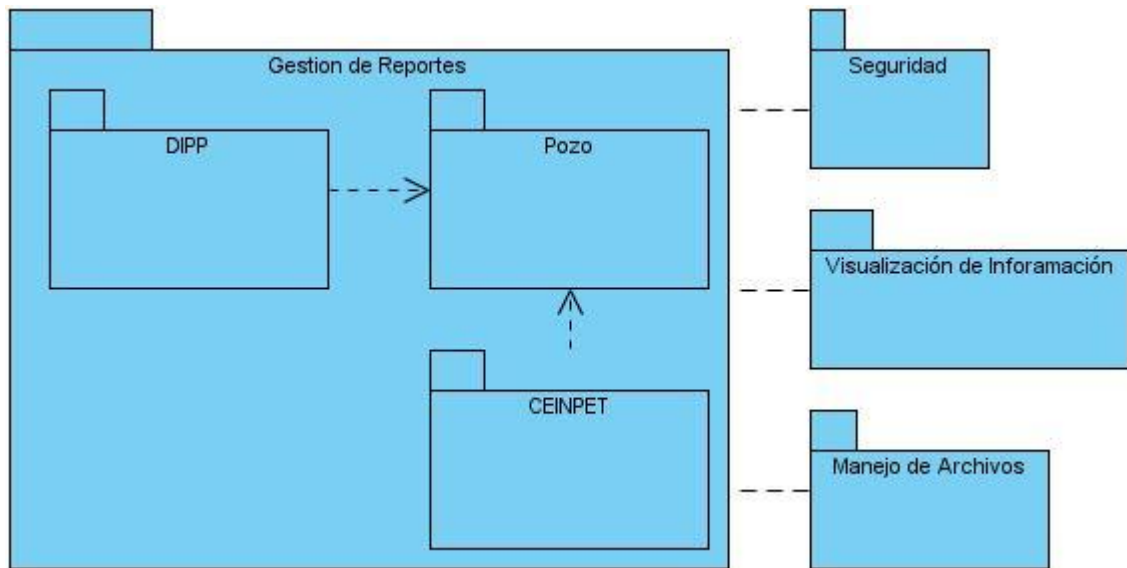 Gestion de Reportes
DIPP
Pozo
CEINPET
Seguridad
Visualización de Inforamación
Manejo de Archivos